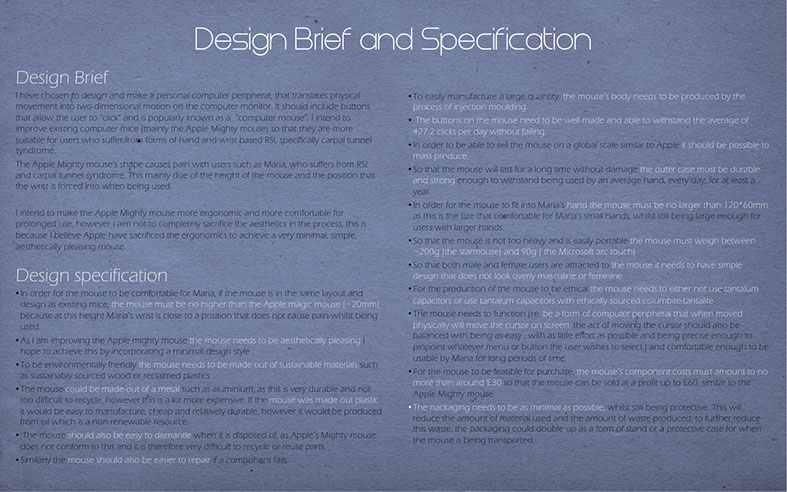 Design Brief and Specification
Design Brief
I have chosen to design and make a personal computer peripheral, that translates physical
movement into two dimensional motion on the computer monitor. It should include buttons
that allow the user to "click" and is popularly known as a "computer mouse". I intend to
improve existing computer mice (mainly the Apple Mighty mouse) so that they are more
suitable for users who suffer from forms of hand and wrist based RSI, specifically carpal tunnel
syndrome.
The Apple Mighty mouse's shape causes pain with users such as Maria, who suffers from RSI
and carpal tunnel syndrome. This mainly due of the height of the mouse and the position that
the wrist is forced into when being used.
I intend to make the Apple Mighty mouse more ergonomic and more comfortable for
prolonged use, however I am not to completely sacrifice the aesthetics in the process, this is
because I believe Apple have sacrificed the ergonomics to achieve a very minimal, simple,
aesthetically pleasing mouse.
Design specification
• In order for the mouse to be comfortable for Maria, if the mouse is in the same layout and
design as existing mice, the mouse must be no higher than the Apple magic mouse (~20mm)
because at this height Maria's wrist is close to a position that does not cause pain whilst being
used.
• As I am improving the Apple mighty mouse the mouse needs to be aesthetically pleasing I
hope to achieve this by incorporating a minimal design style.
• To be environmentally friendly the mouse needs to be made out of sustainable materials such
as sustainably sourced wood or reclaimed plastics
• The mouse could be made out of a metal such as aluminium, as this is very durable and not
too difficult to recycle, however this is a lot more expensive. If the mouse was made out plastic
it would be easy to manufacture, cheap and relatively durable, however it would be produced
from oil which is a non renewable resource.
• The mouse should also be easy to dismantle when it is disposed of, as Apple's Mighty mouse
does not conform to this and it is therefore very difficult to recycle or reuse parts.
• Similarly the mouse should also be easier to repair if a component fails.
• To easily manufacture a large quantity, the mouse's body needs to be produced by the
process of injection moulding.
• The buttons on the mouse need to be well made and able to withstand the average of
427.2 clicks per day without failing.
• In order to be able to sell the mouse on a global scale similar to Apple it should be possible to
mass produce.
• So that the mouse will last for a long time without damage the outer case must be durable
and strong enough to withstand being used by an average hand, every day, for at least a
year.
• In order for the mouse to fit into Maria's hand the mouse must be no larger than 120*60mm
as this is the size that comfortable for Maria's small hands, whilst still being large enough for
users with larger hands.
• So that the mouse is not too heavy and is easily portable the mouse must weigh between
~200g (the starmouse) and 90g ( the Microsoft arc touch)
• So that both male and female users are attracted to the mouse it needs to have simple
design that does not look overly masculine or feminine.
• For the production of the mouse to be ethical the mouse needs to either not use tantalum
capacitors or use tantalum capacitors with ethically sourced columbite-tantalite
• The mouse needs to function (i.e. be a form of computer peripheral that when moved
physically will move the cursor on screen, the act of moving the cursor should also be
balanced with being as easy , with as little effort as possible and being precise enough to
pinpoint whatever menu or button the user wishes to select) and comfortable enough to be
usable by Maria for long periods of time.
• For the mouse to be feasible for purchase, the mouse's component costs must amount to no
more than around £30 so that the mouse can be sold at a profit up to £60, similar to the
Apple Mighty mouse.
• The packaging needs to be as minimal as possible, whilst still being protective. This will
reduce the amount of material used and the amount of waste produced, to further reduce
this waste, the packaging could double up as a form of stand or a protective case for when
the mouse is being transported.